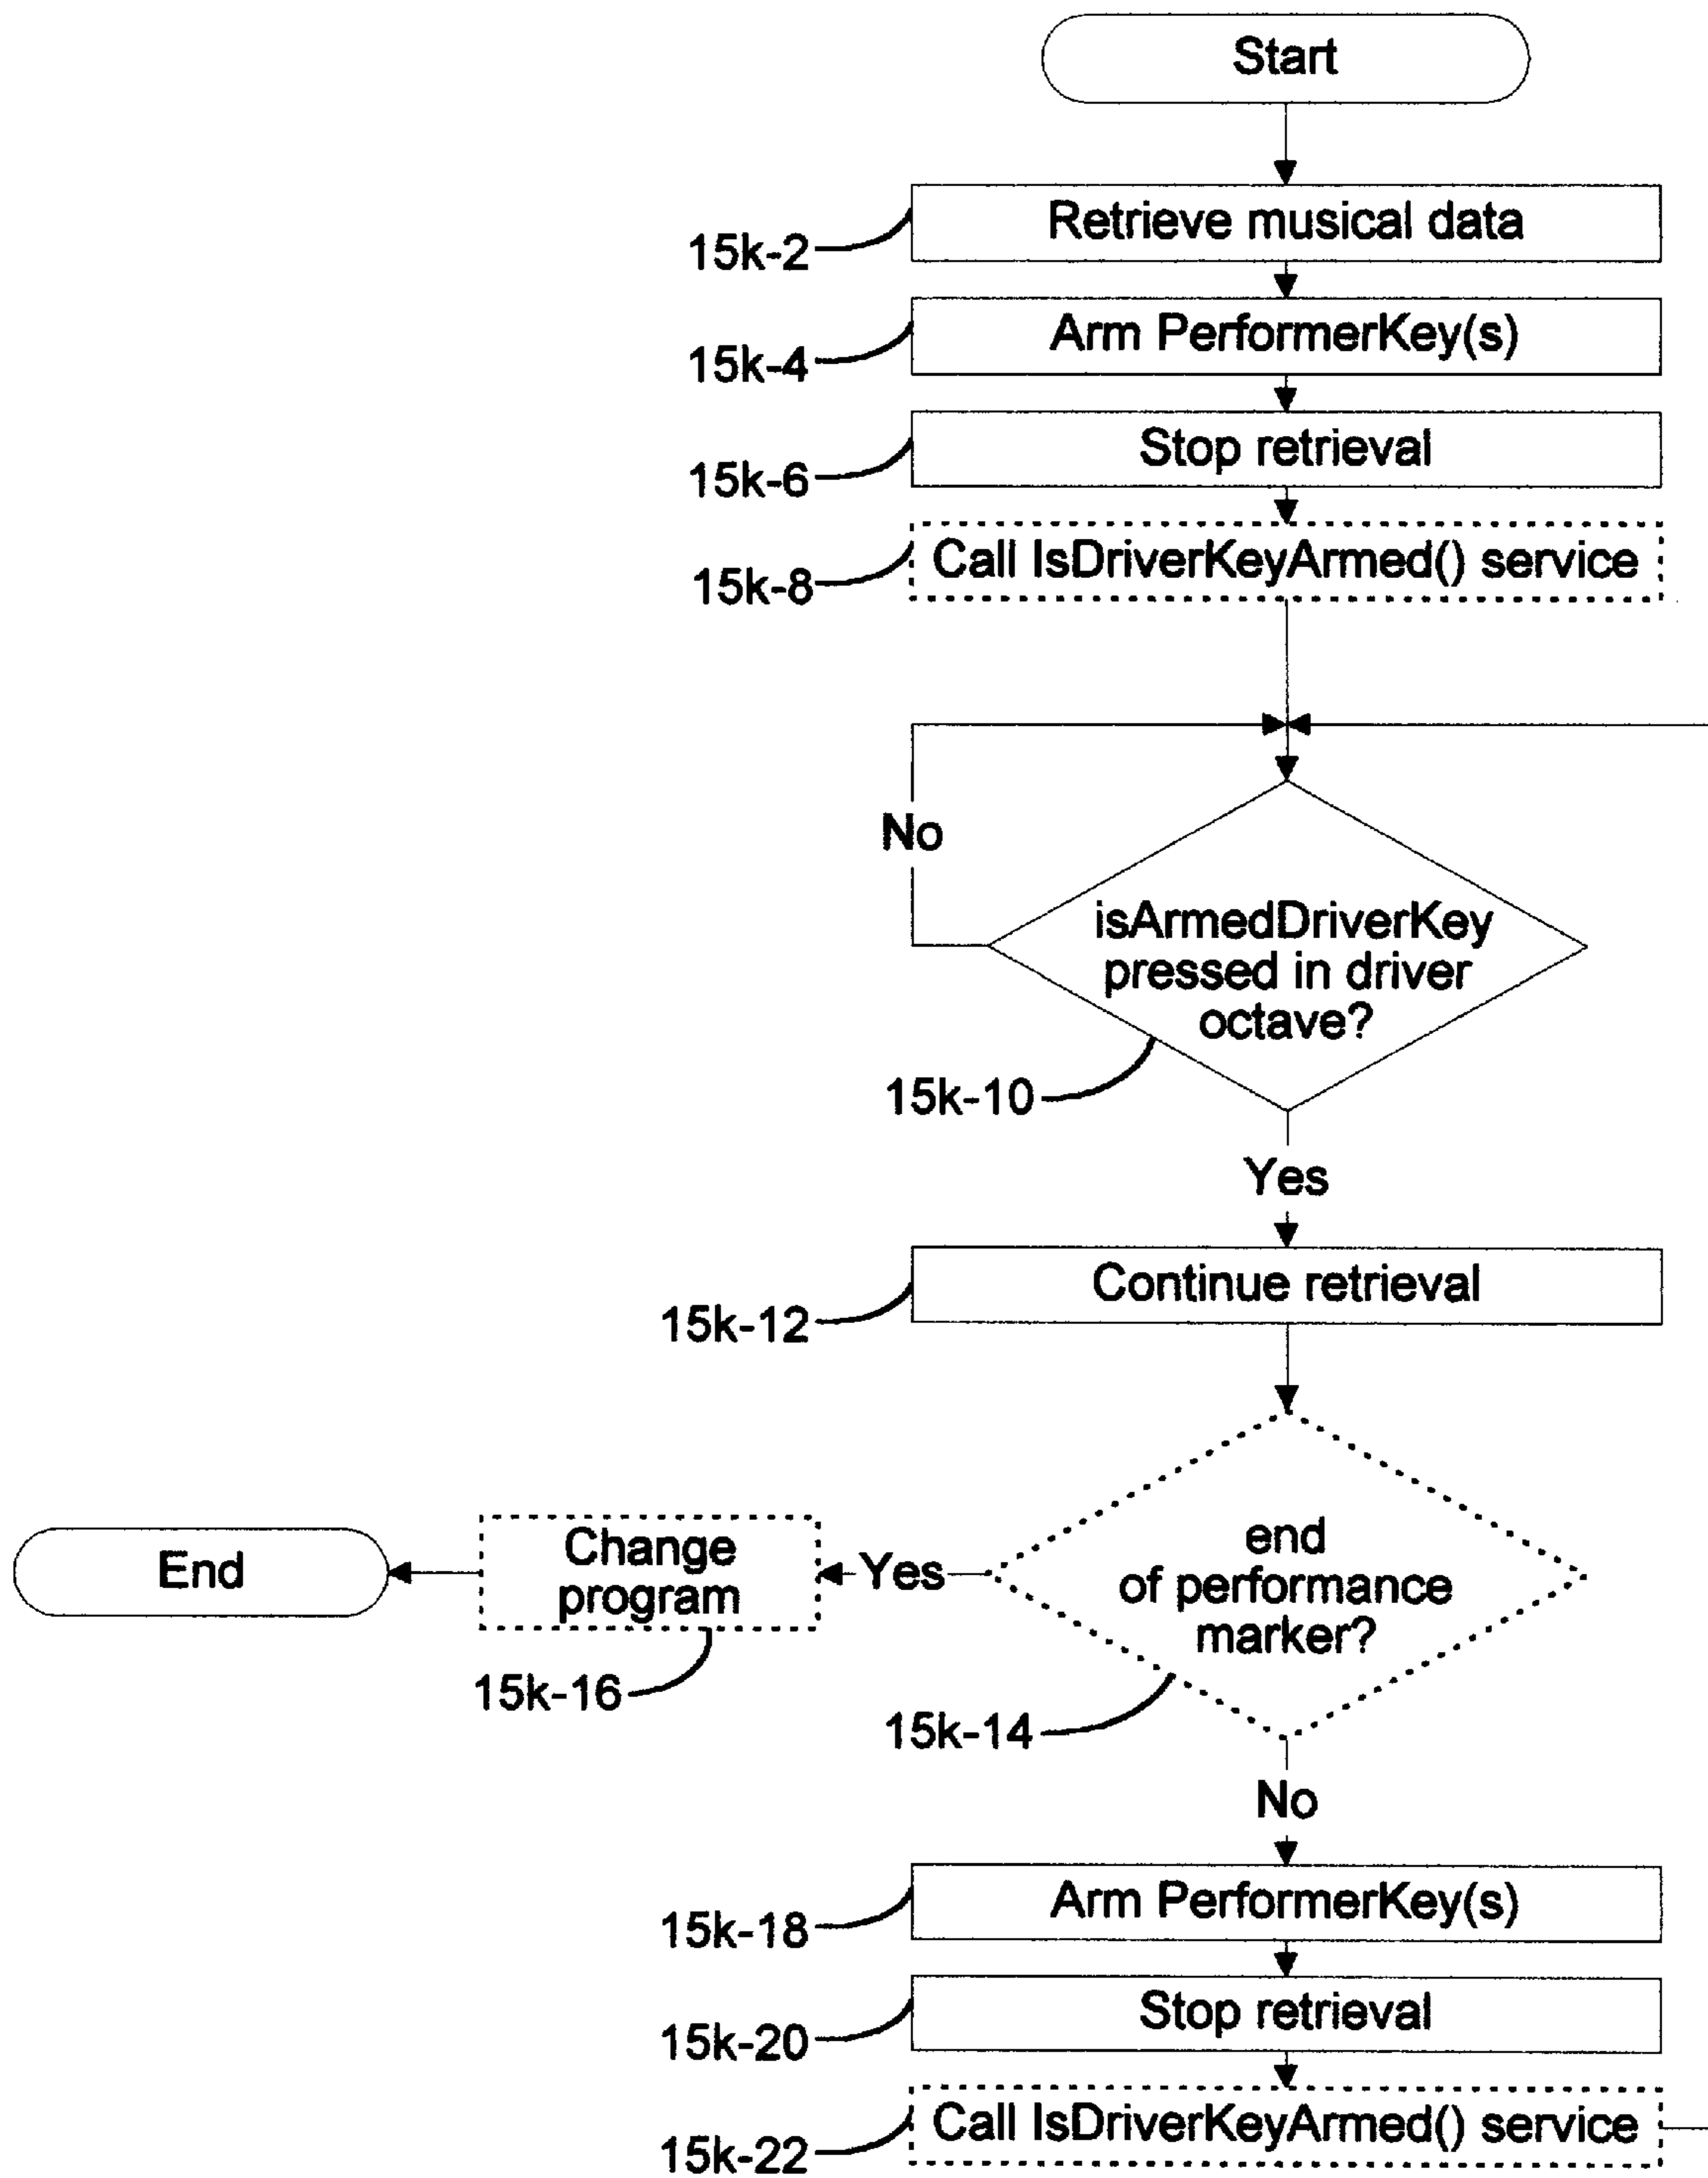 Start
Retrieve musical data
15k-2
Arm PerformerKey(s)
15k-4
Stop retrieval
15k-6
Call IsDriverKeyArmed() service
15k-8
No
isArmedDriverKey
pressed in driver
octave?
15k-10
Yes
Continue retrieval
15k-12
end
of performance
marker?
15k-14
Yes
Change
program
15k-16
End
No
Arm PerformerKey(s)
15k-18
Stop retrieval
15k-20
Call IsDriverKeyArmed() service
15k-22